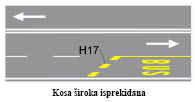 H17
BUS
Kosa široka isprekidana